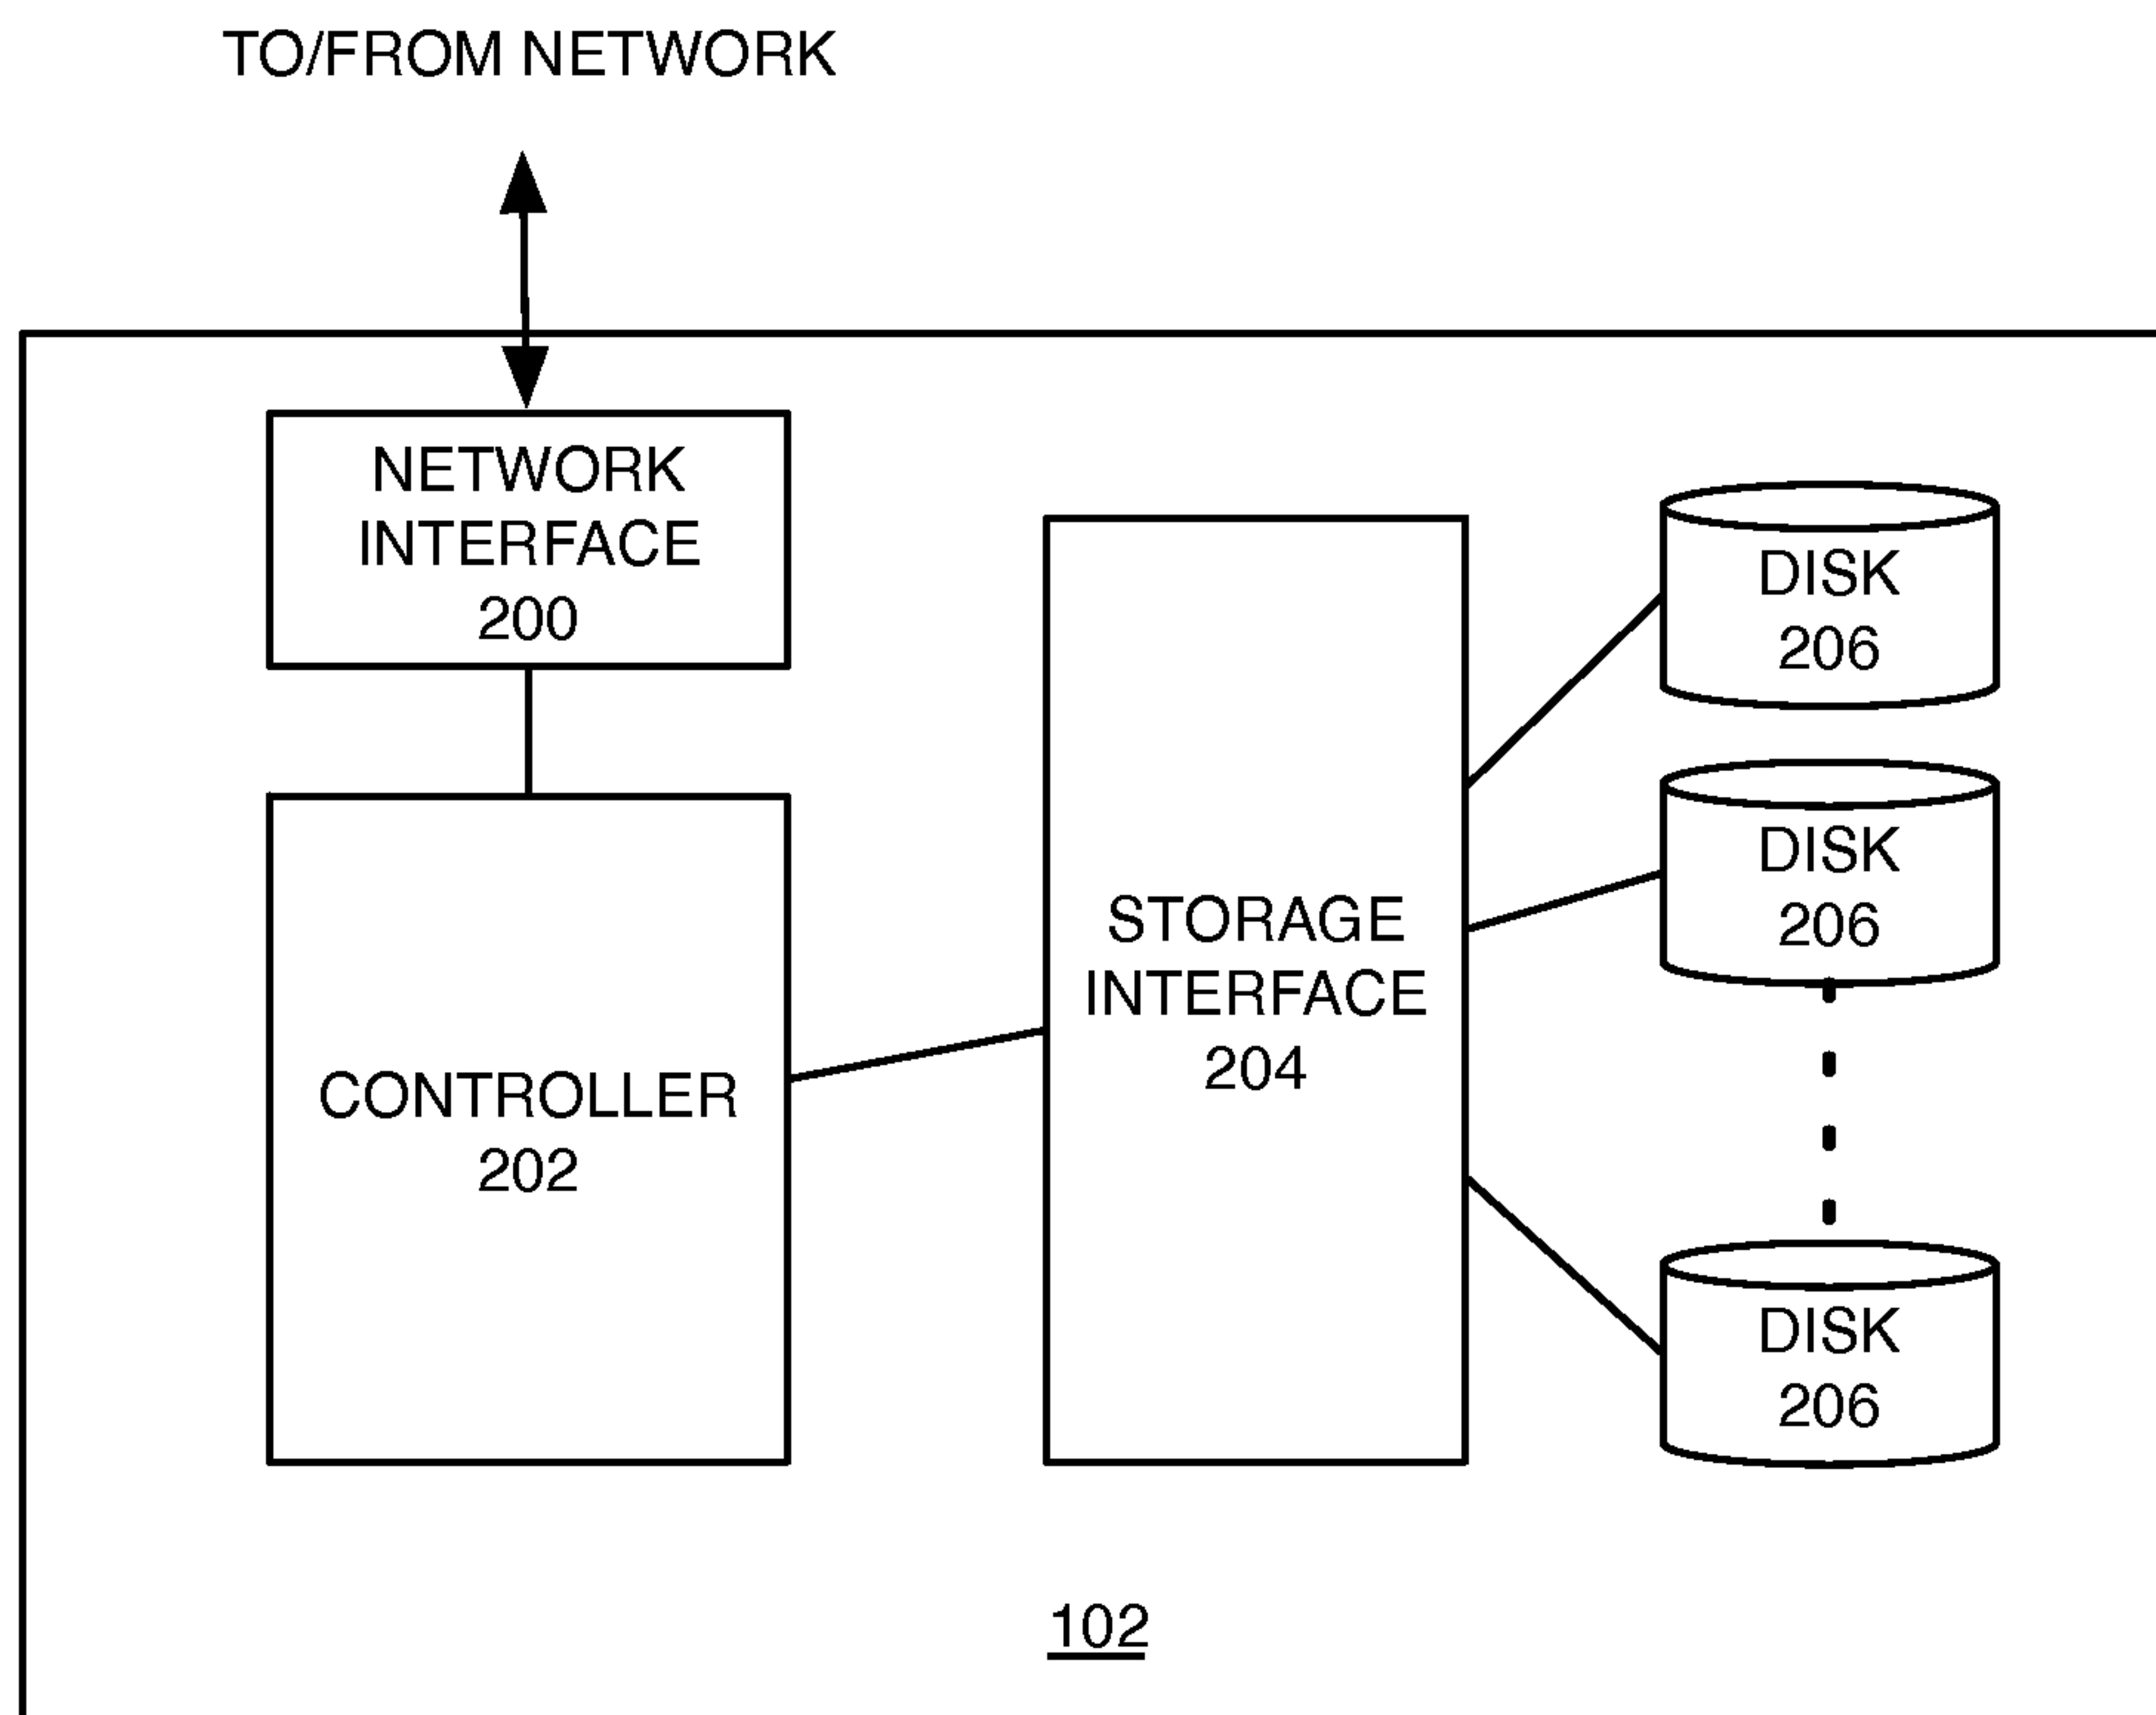 TO/FROM NETWORK
NETWORK
INTERFACE
200
CONTROLLER
202
STORAGE
INTERFACE
204
DISK
206
DISK
206
DISK
206
102